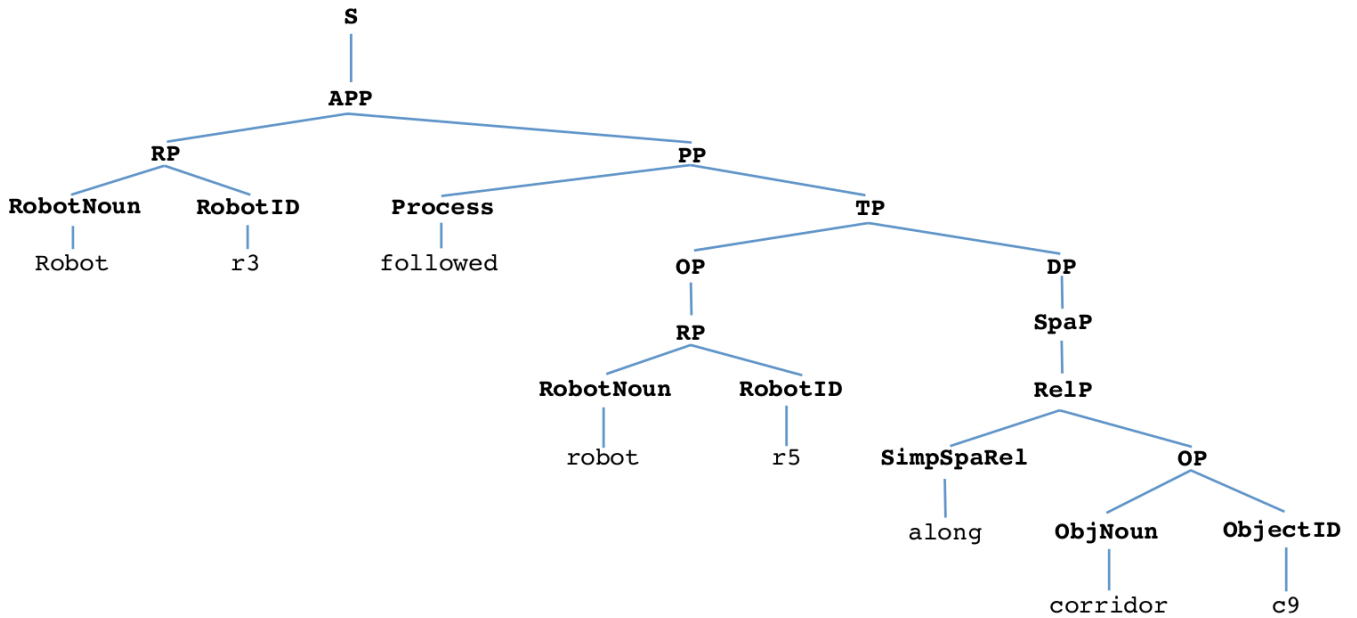 S
APP
RP PP
RobotNoun RobotID Process TP
Robot r3 followed OP DP
SpaP
RP
RobotNoun RobotID RelP
robot r5 SimpSpaRel OP
along ObjNoun ObjectID
corridor c9